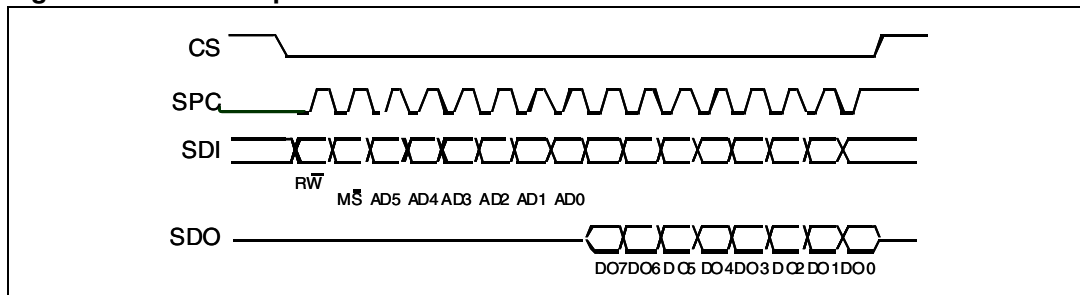 CS
SPC
SDI
RW
MS AD5 AD4 AD3 AD2 AD1 AD0
SDO
DO7 DO6 DO5 DO4 DO3 DO2 DO1 DO0